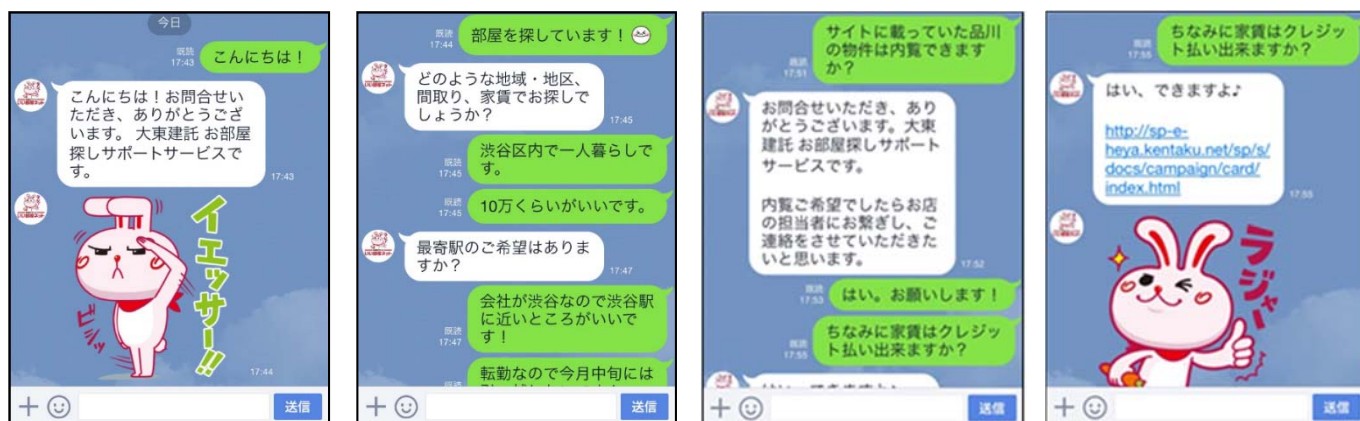 今日
既読
17:43
こんにちは！
こんにちは！お問合せい
ただき、ありがとうござ
います。 大東建託 お部屋
探しサポートサービスで
す。
17:43
イエッサー!!
ビシッ
17:44
送信
既読
17:44
部屋を探しています！
どのような地域・地区、
間取り、家賃でお探しで
しょうか？
17:45
既読
17:45
渋谷区内で一人暮らしで
す。
既読
17:45
10万くらいがいいです。
最寄駅のご希望はありま
すか？
17:47
既読
17:47
会社が渋谷なので渋谷駅
に近いところがいいで
す！
転勤なので今月中旬には
送信
既読
17:51
サイトに載っていた品川
の物件は内覧できます
か？
お問合せいただき、あり
がとうございます。大東
建託 お部屋探しサポート
サービスです。
内覧ご希望でしたらお店
の担当者にお繋ぎし、ご
連絡をさせていただきた
いと思います。
17:52
既読
17:53
はい。お願いします！
既読
17:55
ちなみに家賃はクレジッ
ト払い出来ますか？
送信
既読
17:55
ちなみに家賃はクレジッ
ト払い出来ますか？
はい、できますよ♪
http://sp-e-
heya.kentaku.net/sp/s/
docs/campaign/card/
index.html
17:55
ラジャー
送信